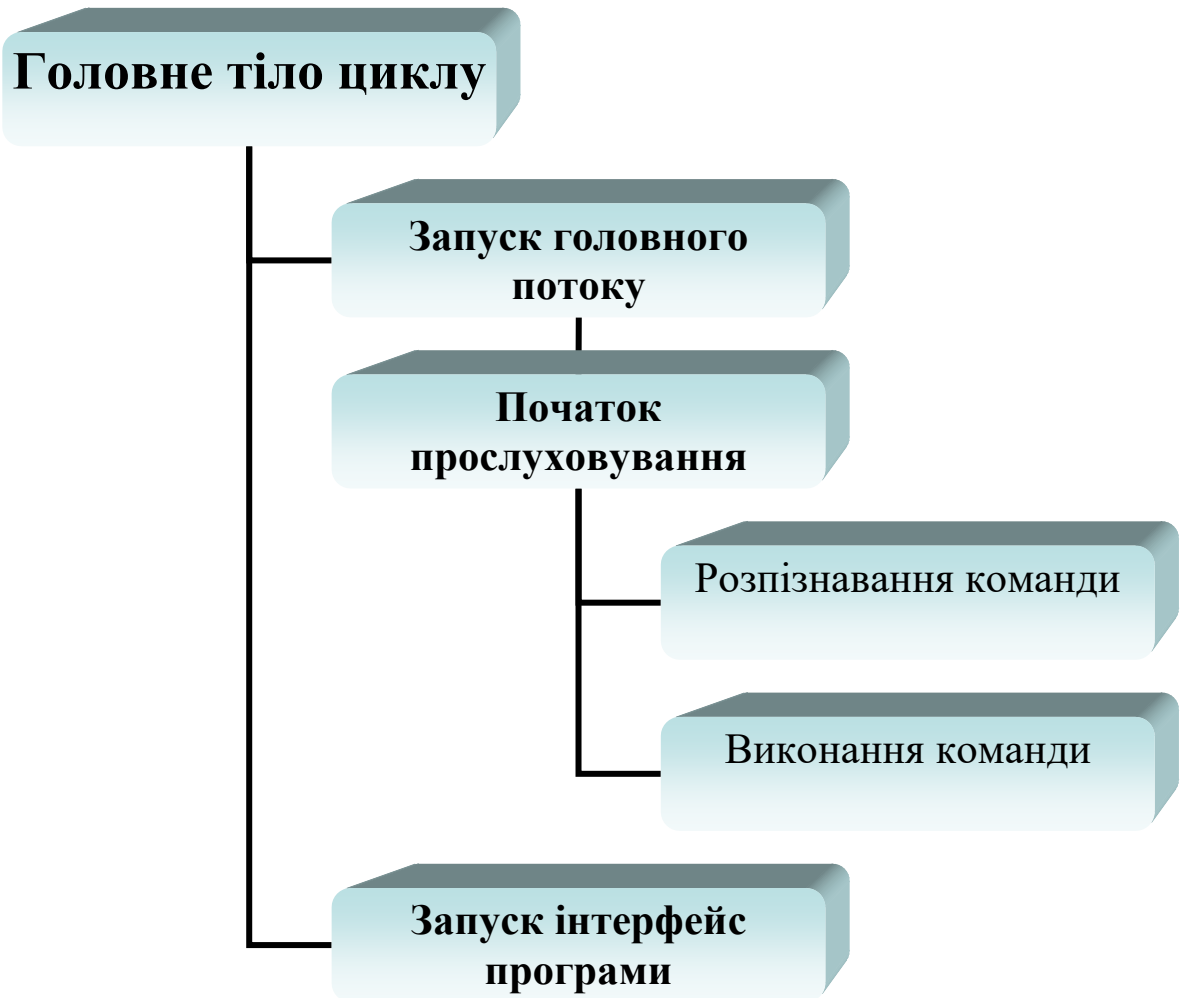 Головне тіло циклу
Запуск головного
потоку
Початок
прослуховування
Розпізнавання команди
Виконання команди
Запуск інтерфейс
програми